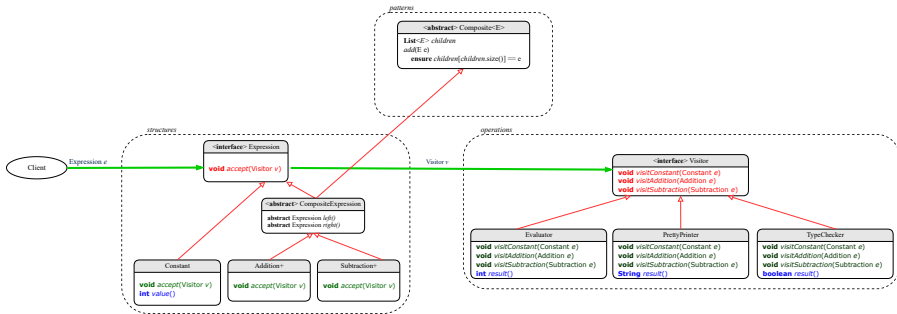 patterns
<abstract> Composite<E>
List<E> children
add(E e)
ensure children[children.size()] == e
structures
operations
<interface> Expression
void accept(Visitor v)
Client
Expression e
Visitor v
<interface> Visitor
void visitConstant(Constant e)
void visitAddition(Addition e)
void visitSubtraction(Subtraction e)
<abstract> CompositeExpression
abstract Expression left()
abstract Expression right()
Constant
void accept(Visitor v)
int value()
Addition+
void accept(Visitor v)
Subtraction+
void accept(Visitor v)
Evaluator
void visitConstant(Constant e)
void visitAddition(Addition e)
void visitSubtraction(Subtraction e)
int result()
PrettyPrinter
void visitConstant(Constant e)
void visitAddition(Addition e)
void visitSubtraction(Subtraction e)
String result()
TypeChecker
void visitConstant(Constant e)
void visitAddition(Addition e)
void visitSubtraction(Subtraction e)
boolean result()